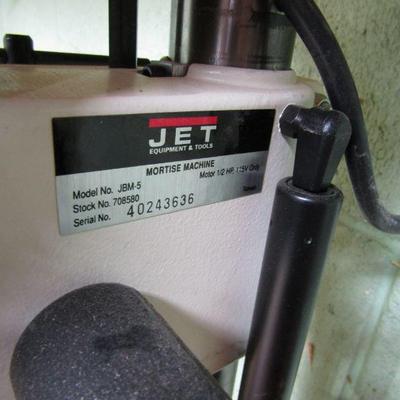 JET
EQUIPMENT & TOOLS
MORTISE MACHINE
Model No. JBM-5 Motor 1/2 HP, 115V Only
Stock No. 708580
Serial No. 40243636 Taiwan